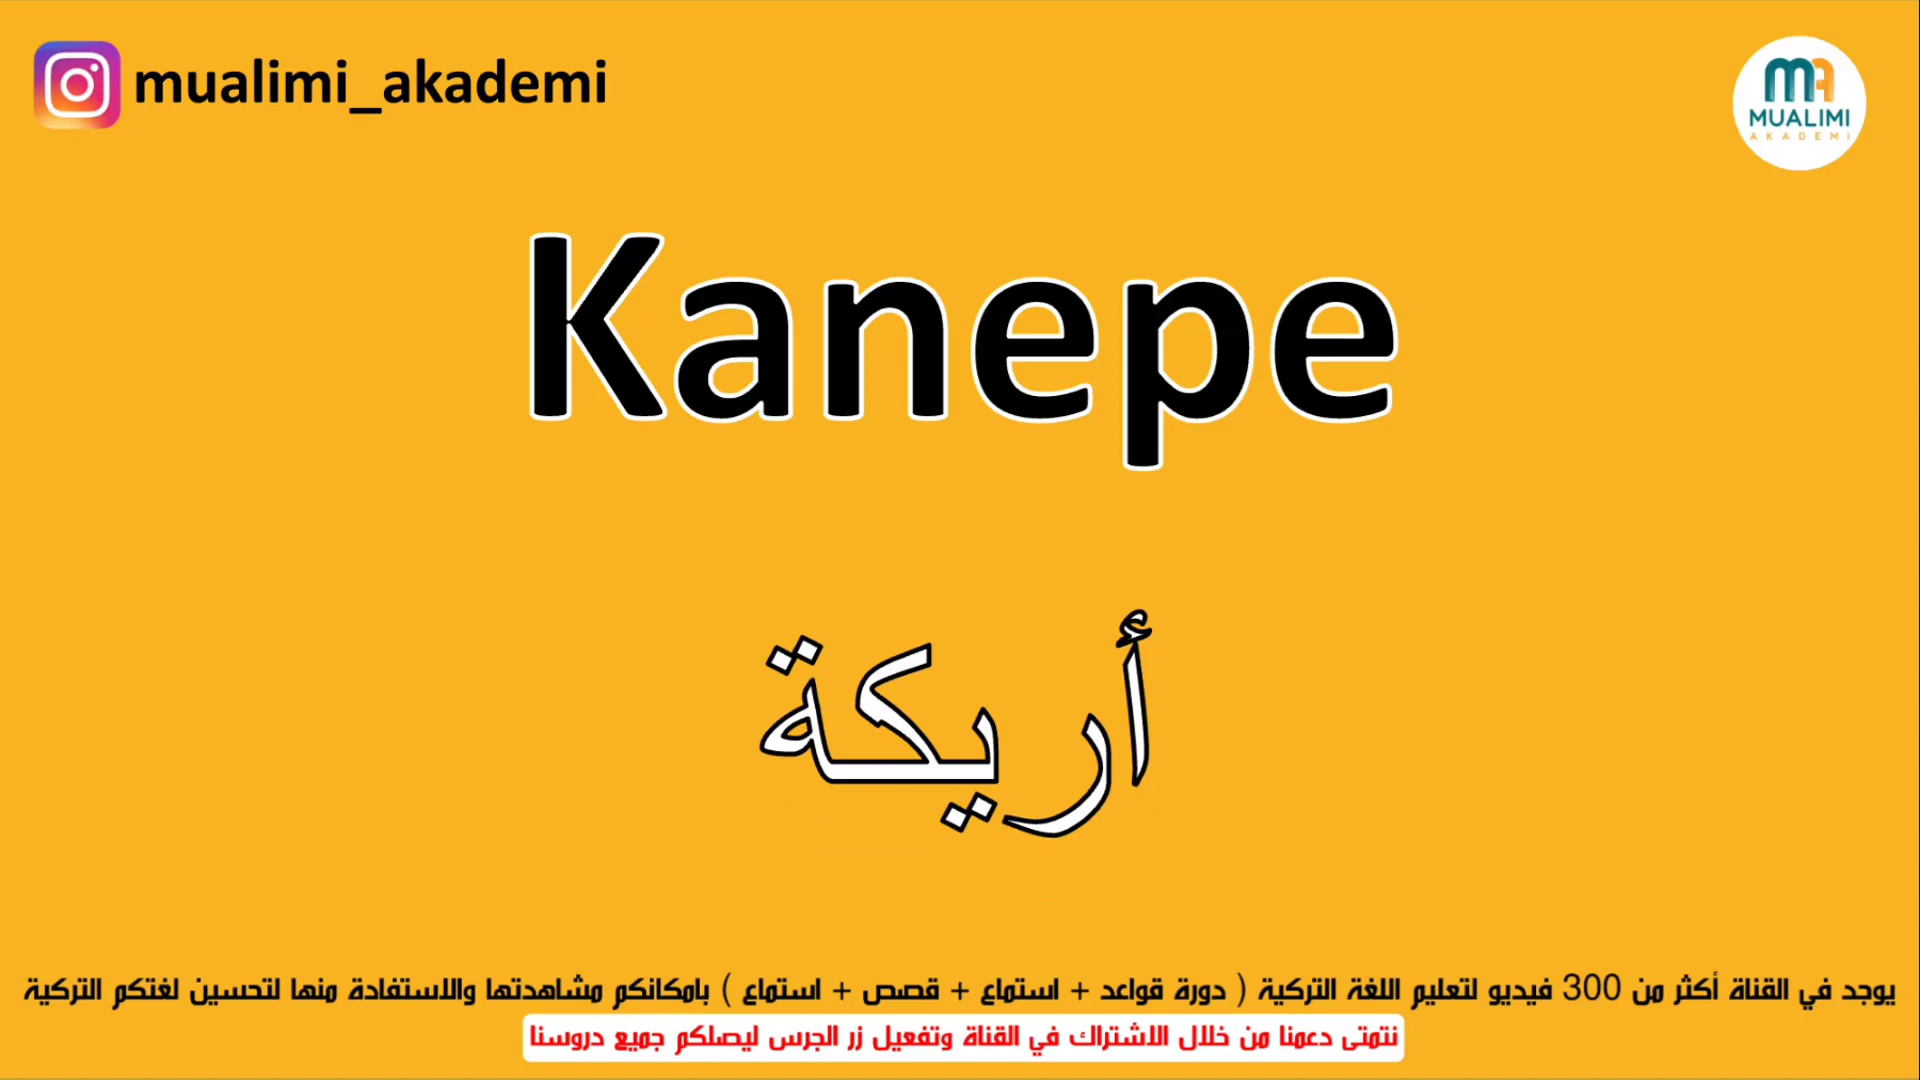 mualimi_akademi
MUALIMI
AKADEMI
Kanepe
أريكة
يوجد في القناة أكثر من 300 فيديو لتعليم اللغة التركية ( دورة قواعد + استماع + قصص + استماع ) بامكانكم مشاهدتها والاستفادة منها لتحسين لغتكم التركية
نتمتى دعمنا من خلال الاشتراك في القناة وتفعيل زر الجرس ليصلكم جميع دروسنا